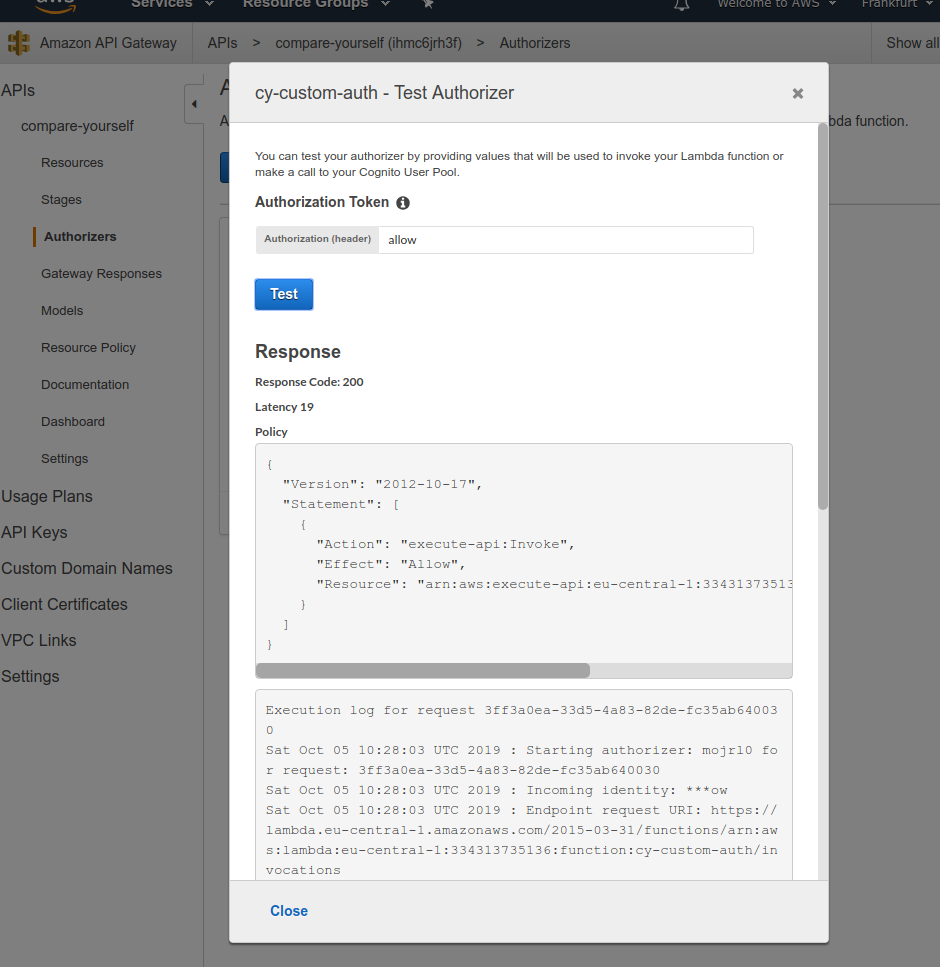 aws Services Resource Groups Welcome to AWS Frankfurt
Amazon API Gateway APIs > compare-yourself (ihmc6jrh3f) > Authorizers Show all
APIs
compare-yourself
Resources
Stages
Authorizers
Gateway Responses
Models
Resource Policy
Documentation
Dashboard
Settings
Usage Plans
API Keys
Custom Domain Names
Client Certificates
VPC Links
Settings
A
A
bda function.
cy-custom-auth - Test Authorizer
You can test your authorizer by providing values that will be used to invoke your Lambda function or
make a call to your Cognito User Pool.
Authorization Token
Authorization (header) allow
Test
Response
Response Code: 200
Latency 19
Policy
{
"Version": "2012-10-17",
"Statement": [
{
"Action": "execute-api:Invoke",
"Effect": "Allow",
"Resource": "arn:aws:execute-api:eu-central-1:33431373513
}
]
}
Execution log for request 3ff3a0ea-33d5-4a83-82de-fc35ab64003
0
Sat Oct 05 10:28:03 UTC 2019 : Starting authorizer: mojrl0 fo
r request: 3ff3a0ea-33d5-4a83-82de-fc35ab640030
Sat Oct 05 10:28:03 UTC 2019 : Incoming identity: ***ow
Sat Oct 05 10:28:03 UTC 2019 : Endpoint request URI: https://
lambda.eu-central-1.amazonaws.com/2015-03-31/functions/arn:aw
s:lambda:eu-central-1:334313735136:function:cy-custom-auth/in
vocations
Close